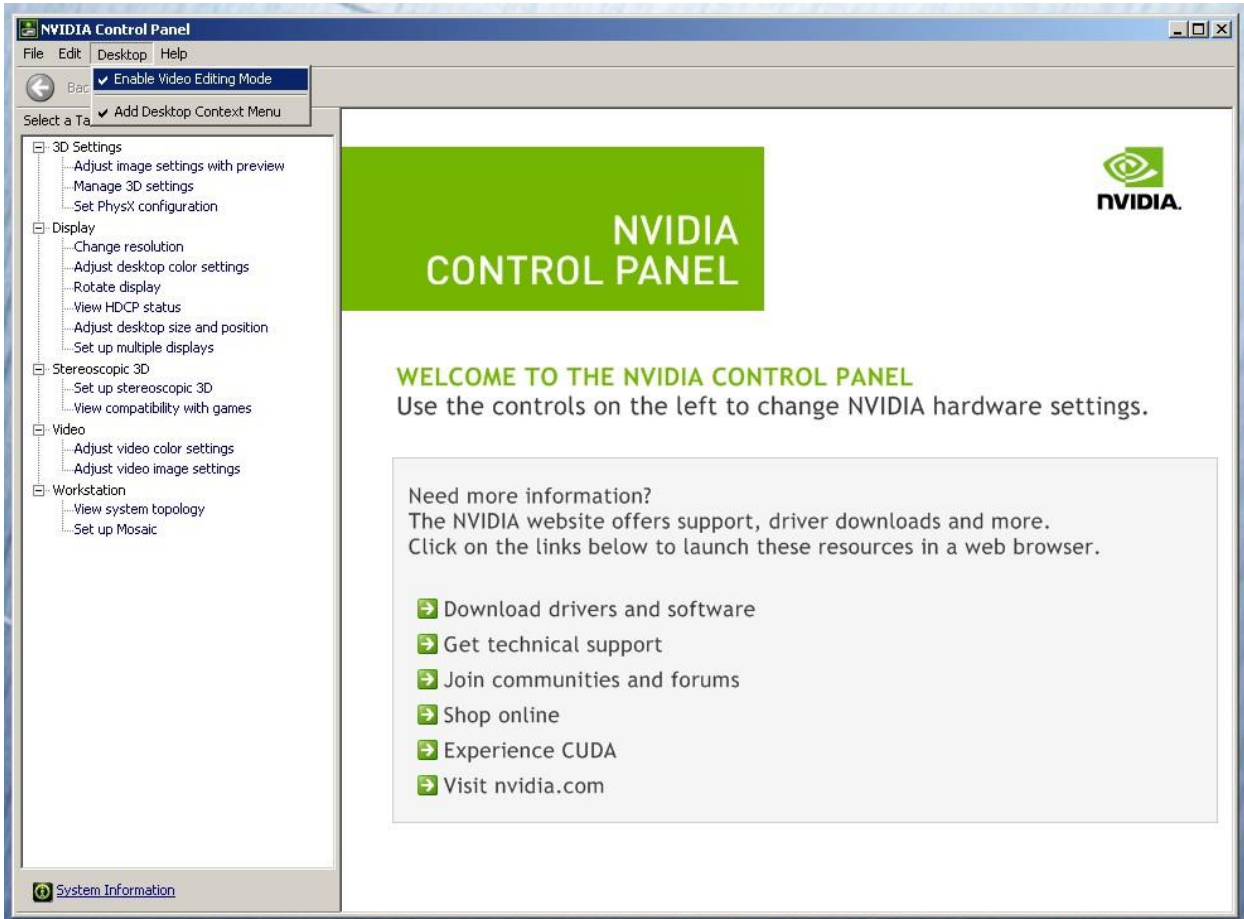 NVIDIA Control Panel
File Edit Desktop Help
Bac
✔ Enable Video Editing Mode
✔ Add Desktop Context Menu
Select a Ta
3D Settings
Adjust image settings with preview
Manage 3D settings
Set PhysX configuration
Display
Change resolution
Adjust desktop color settings
Rotate display
View HDCP status
Adjust desktop size and position
Set up multiple displays
Stereoscopic 3D
Set up stereoscopic 3D
View compatibility with games
Video
Adjust video color settings
Adjust video image settings
Workstation
View system topology
Set up Mosaic
System Information
NVIDIA
CONTROL PANEL
NVIDIA.
WELCOME TO THE NVIDIA CONTROL PANEL
Use the controls on the left to change NVIDIA hardware settings.
Need more information?
The NVIDIA website offers support, driver downloads and more.
Click on the links below to launch these resources in a web browser.
Download drivers and software
Get technical support
Join communities and forums
Shop online
Experience CUDA
Visit nvidia.com